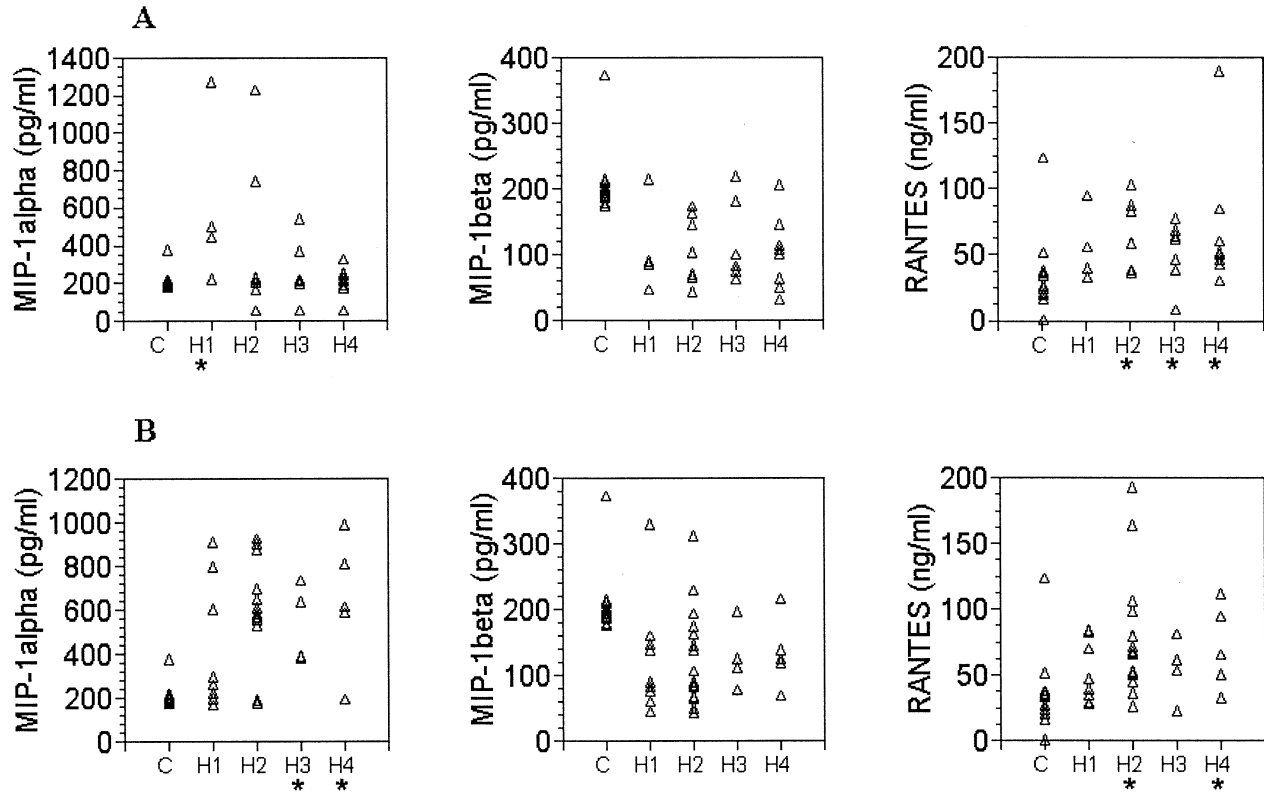 A
MIP-1alpha (pg/ml)
1400
1200
1000
800
600
400
200
0
C H1 H2 H3 H4
*
MIP-1beta (pg/ml)
400
300
200
100
0
C H1 H2 H3 H4
RANTES (ng/ml)
200
150
100
50
0
C H1 H2 H3 H4
* * *
B
MIP-1alpha (pg/ml)
1200
1000
800
600
400
200
0
C H1 H2 H3 H4
* *
MIP-1beta (pg/ml)
400
300
200
100
0
C H1 H2 H3 H4
RANTES (ng/ml)
200
150
100
50
0
C H1 H2 H3 H4
* *